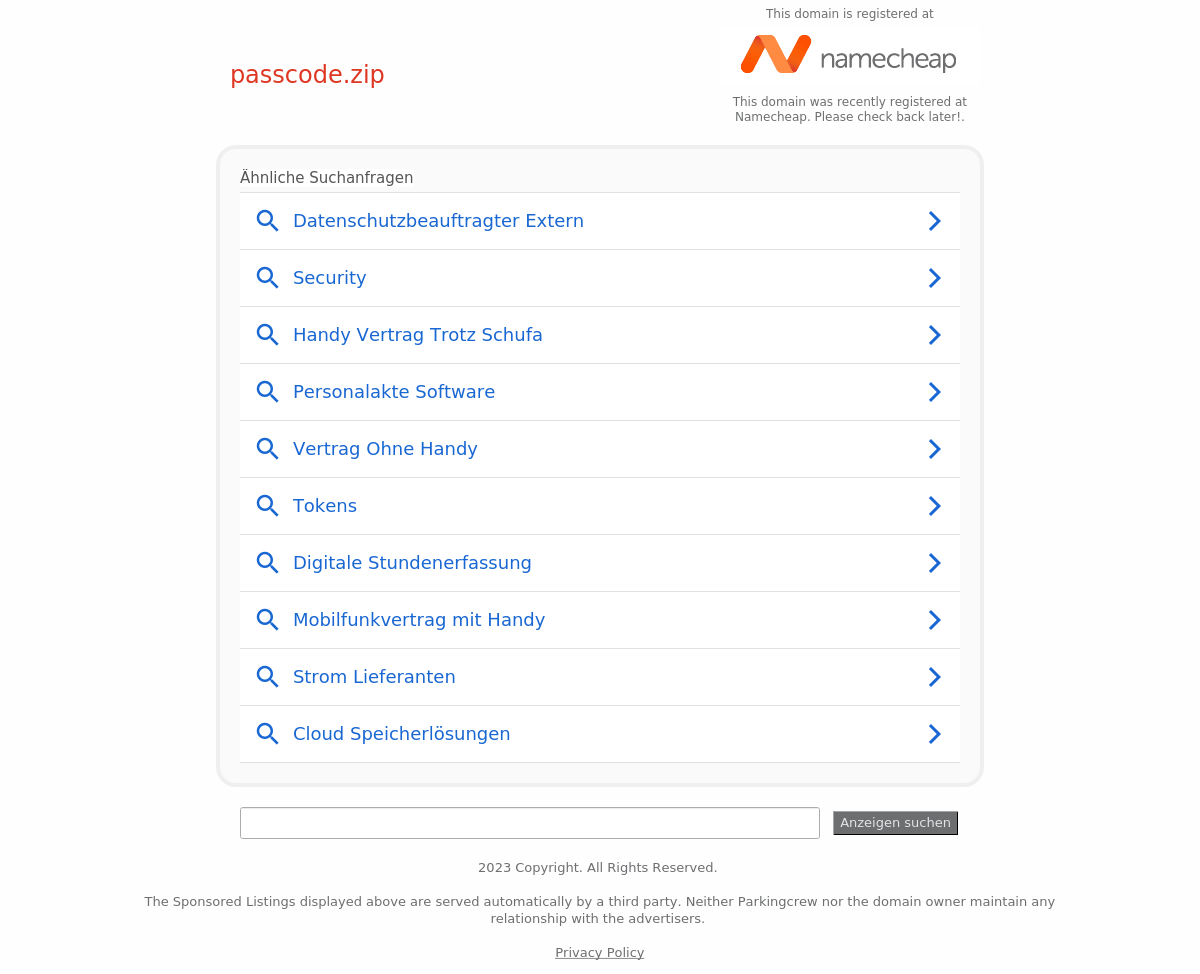 This domain is registered at
namecheap
passcode.zip
This domain was recently registered at
Namecheap. Please check back later!.
Ähnliche Suchanfragen
Datenschutzbeauftragter Extern
Security
Handy Vertrag Trotz Schufa
Personalakte Software
Vertrag Ohne Handy
Tokens
Digitale Stundenerfassung
Mobilfunkvertrag mit Handy
Strom Lieferanten
Cloud Speicherlösungen
Anzeigen suchen
2023 Copyright. All Rights Reserved.
The Sponsored Listings displayed above are served automatically by a third party. Neither Parkingcrew nor the domain owner maintain any
relationship with the advertisers.
Privacy Policy